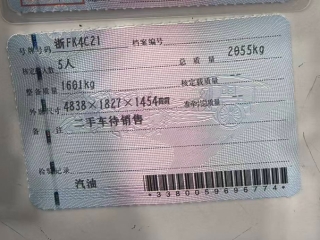 号牌号码 浙FK4C21 档案编号
核定载人数 5人 总质量 2055kg
整备质量 1601kg 核定载质量 --
外廓尺寸 4838×1827×1454mm 准牵引总质量 --
备注 二手车待销售
检验记录
汽油
*3380059696774*